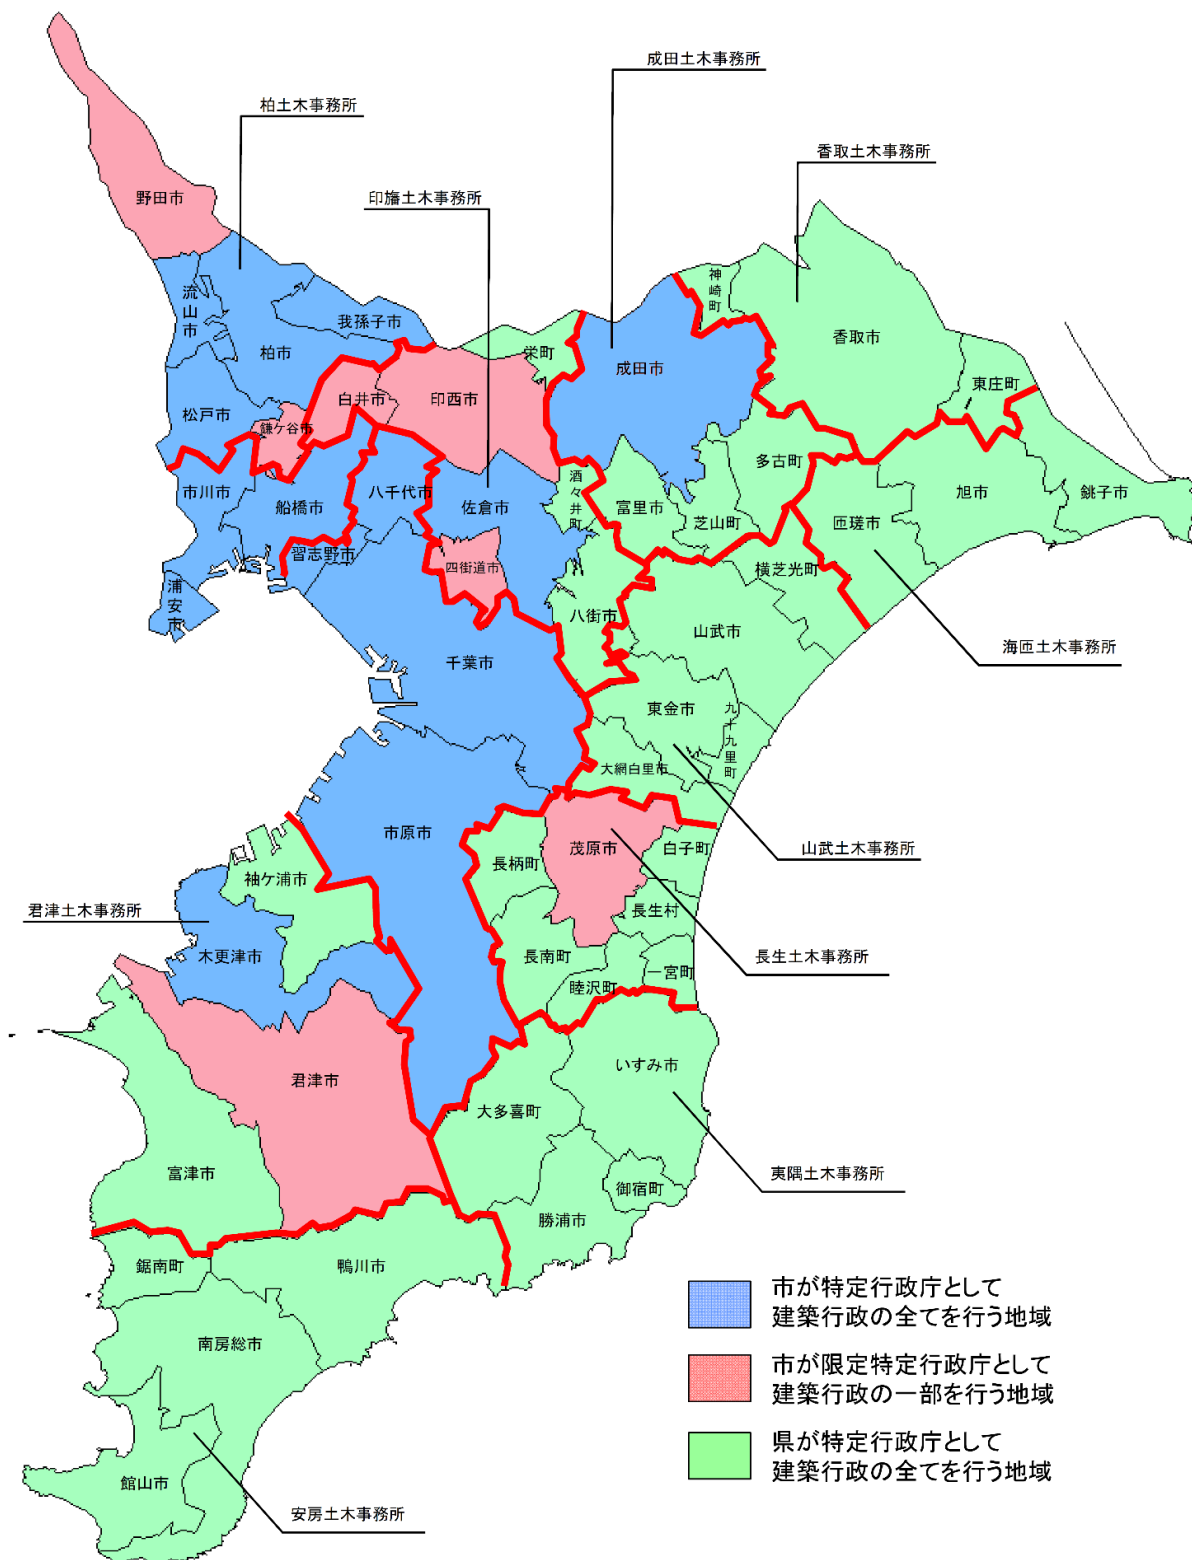 成田土木事務所
柏土木事務所
香取土木事務所
印旛土木事務所
野田市
神崎町
流山市
我孫子市
香取市
柏市
栄町
成田市
東庄町
白井市
印西市
松戸市
鎌ケ谷市
多古町
酒々井町
市川市
八千代市
旭市
銚子市
船橋市
佐倉市
富里市
芝山町
匝瑳市
習志野市
四街道市
横芝光町
浦安市
八街市
山武市
海匝土木事務所
千葉市
東金市
九十九里町
大網白里市
市原市
茂原市
白子町
山武土木事務所
長柄町
袖ケ浦市
君津土木事務所
長生村
木更津市
長南町
長生土木事務所
一宮町
睦沢町
いすみ市
君津市
大多喜町
富津市
夷隅土木事務所
御宿町
勝浦市
鋸南町
鴨川市
南房総市
館山市
安房土木事務所
市が特定行政庁として
建築行政の全てを行う地域
市が限定特定行政庁として
建築行政の一部を行う地域
県が特定行政庁として
建築行政の全てを行う地域